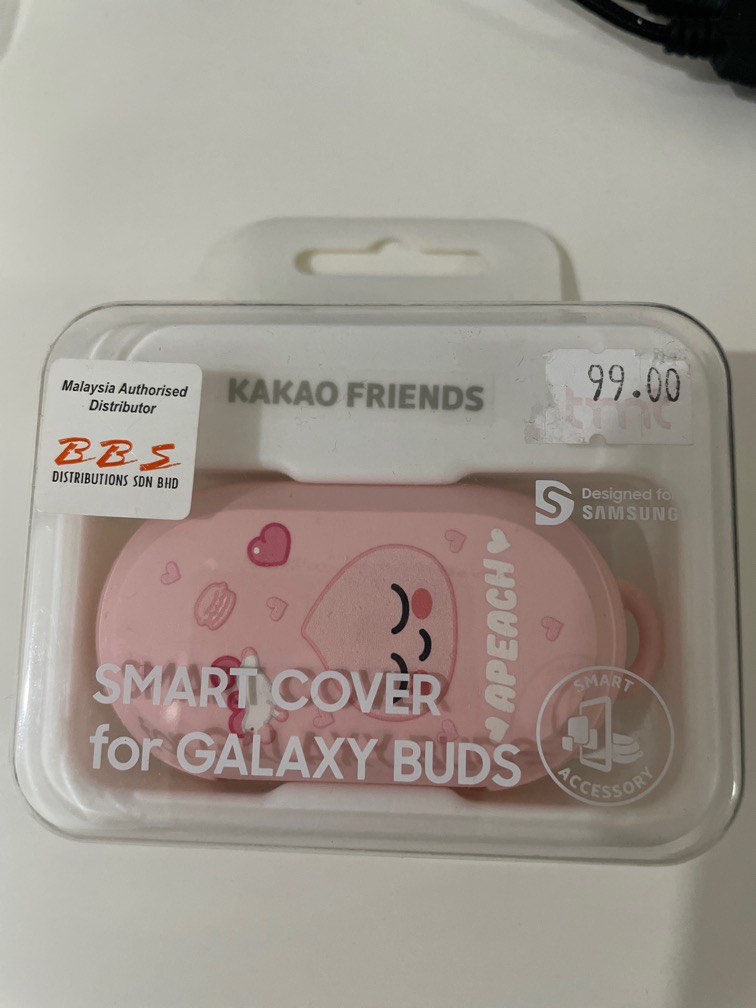 Malaysia Authorised
Distributor
BBS
DISTRIBUTIONS SDN BHD
KAKAO FRIENDS
99.00
tmt
Designed for
SAMSUNG
APEACH
SMART COVER
for GALAXY BUDS
SMART
ACCESSORY